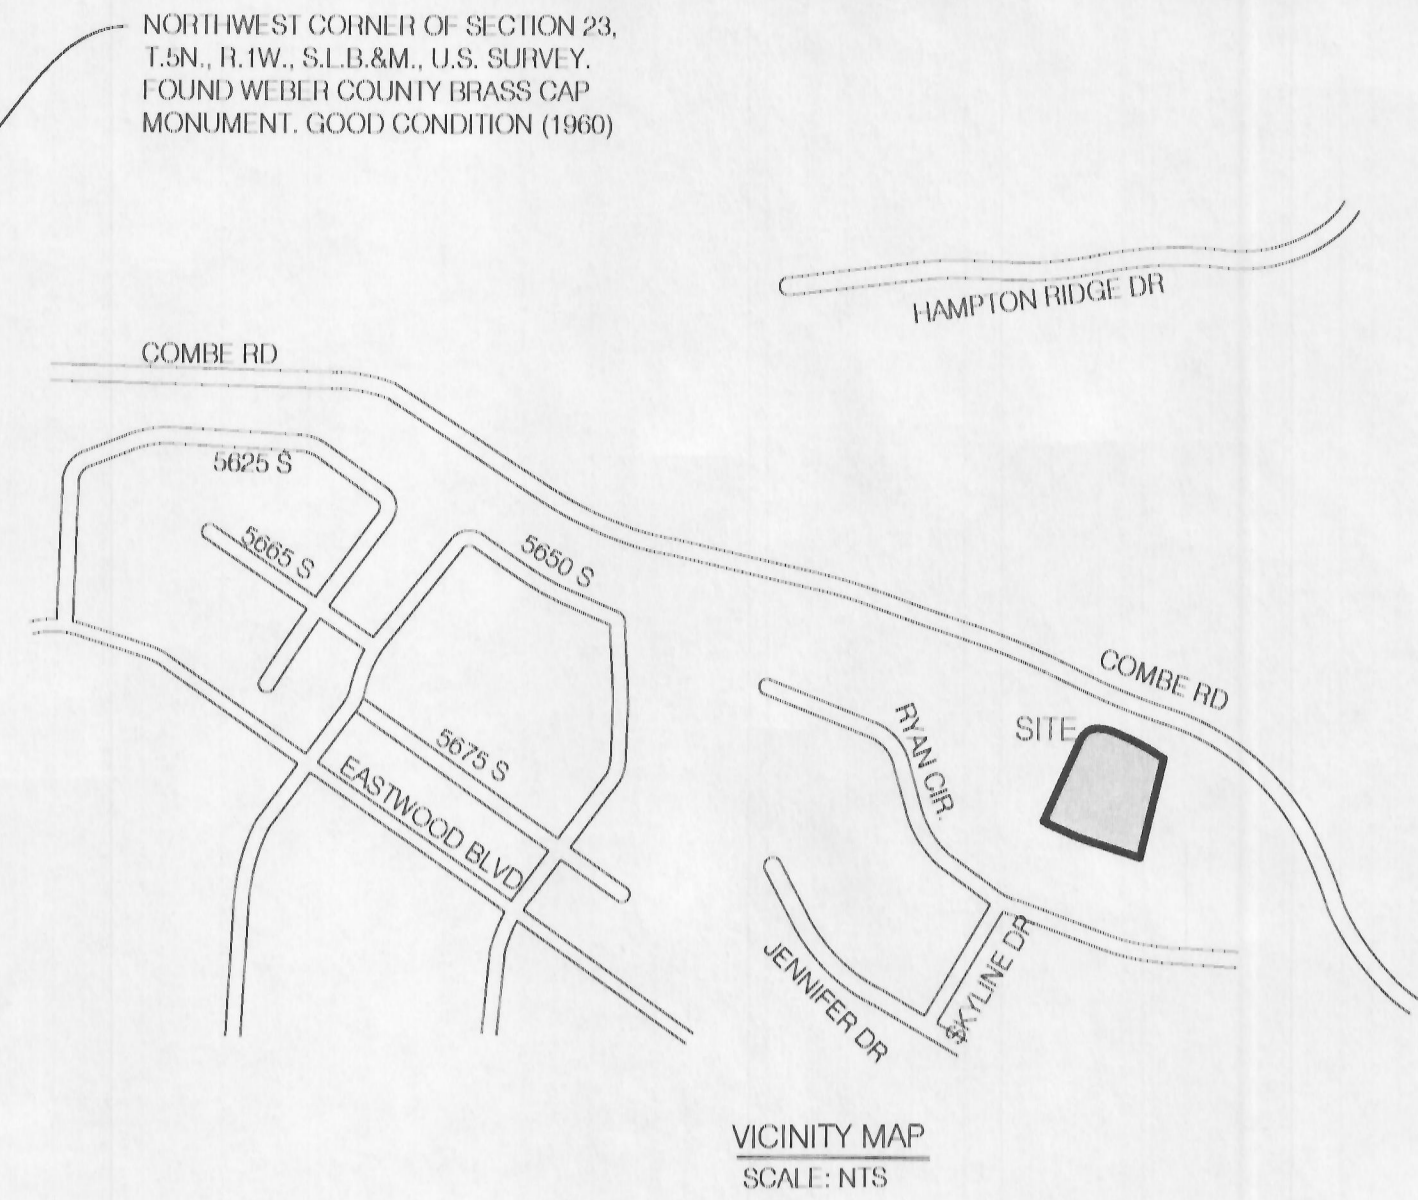 NORTHWEST CORNER OF SECTION 23,
T.5N., R.1W., S.L.B.&M., U.S. SURVEY.
FOUND WEBER COUNTY BRASS CAP
MONUMENT. GOOD CONDITION (1960)
HAMPTON RIDGE DR
COMBE RD
5625 S
5665 S
5650 S
COMBE RD
RYAN CIR.
SITE
5675 S
EASTWOOD BLVD
SKYLINE DR
JENNIFER DR
VICINITY MAP
SCALE: NTS